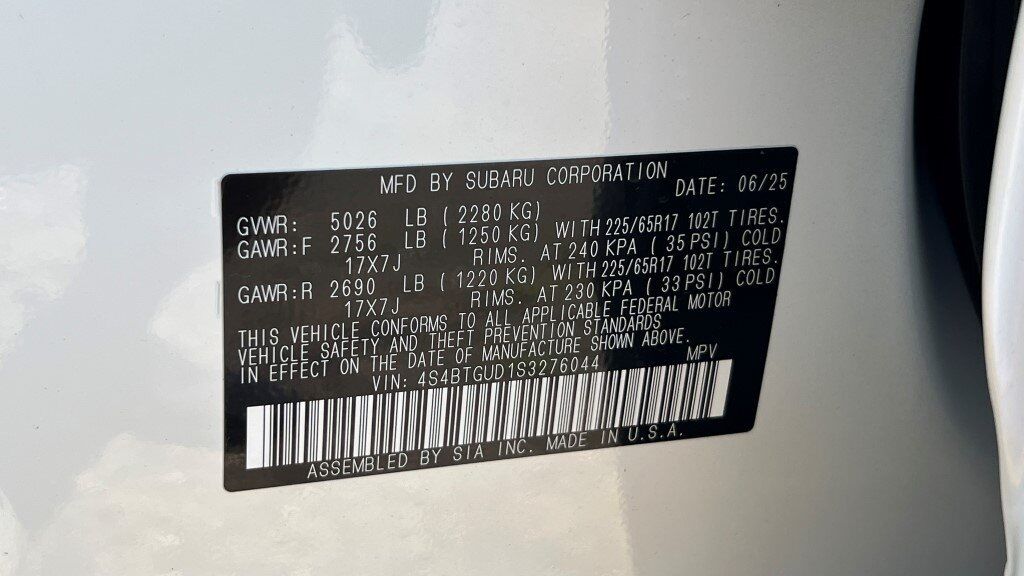 MFD BY SUBARU CORPORATION DATE: 06/25
GVWR: 5026 LB ( 2280 KG)
GAWR:F 2756 LB ( 1250 KG) WITH 225/65R17 102T TIRES.
17X7J RIMS. AT 240 KPA ( 35 PSI) COLD
GAWR:R 2690 LB ( 1220 KG) WITH 225/65R17 102T TIRES.
17X7J RIMS. AT 230 KPA ( 33 PSI) COLD
THIS VEHICLE CONFORMS TO ALL APPLICABLE FEDERAL MOTOR
VEHICLE SAFETY AND THEFT PREVENTION STANDARDS
IN EFFECT ON THE DATE OF MANUFACTURE SHOWN ABOVE.
VIN: 4S4BTGUD1S3276044 MPV
ASSEMBLED BY SIA INC. MADE IN U.S.A.